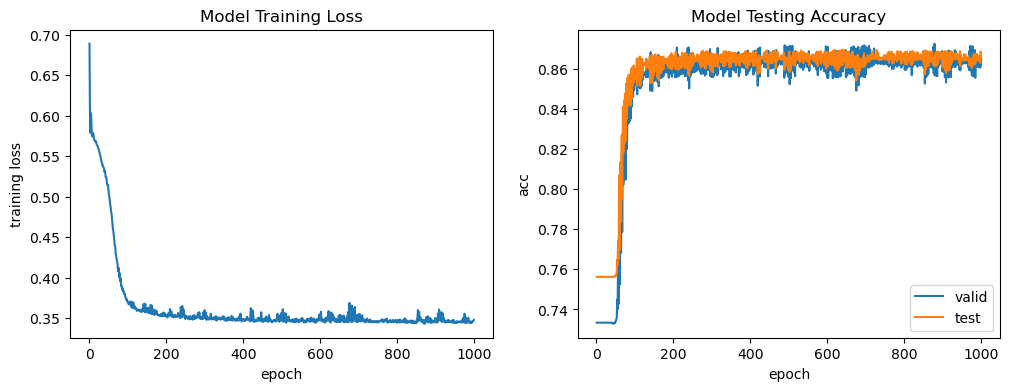 Model Training Loss
training loss
0.70
0.65
0.60
0.55
0.50
0.45
0.40
0.35
0 200 400 600 800 1000
epoch
Model Testing Accuracy
acc
0.86
0.84
0.82
0.80
0.78
0.76
0.74
valid
test
0 200 400 600 800 1000
epoch